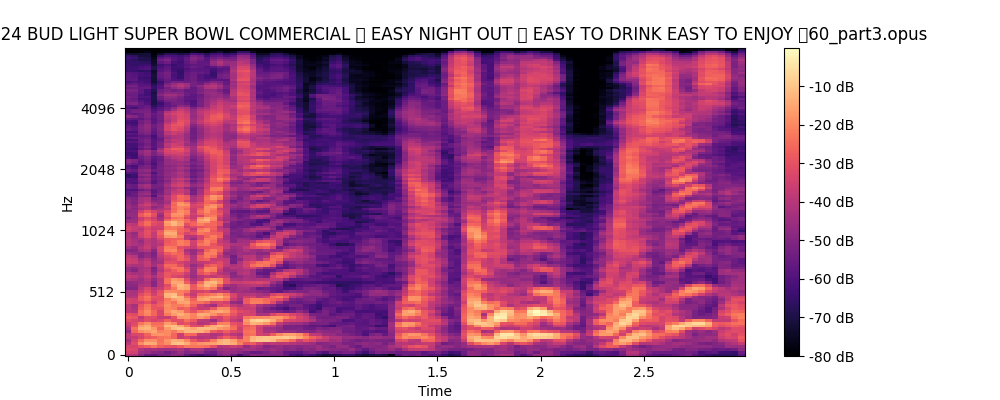 24 BUD LIGHT SUPER BOWL COMMERCIAL ▯ EASY NIGHT OUT ▯ EASY TO DRINK EASY TO ENJOY ▯60_part3.opus
4096
2048
1024
512
0
Hz
0 0.5 1 1.5 2 2.5
Time
-10 dB
-20 dB
-30 dB
-40 dB
-50 dB
-60 dB
-70 dB
-80 dB